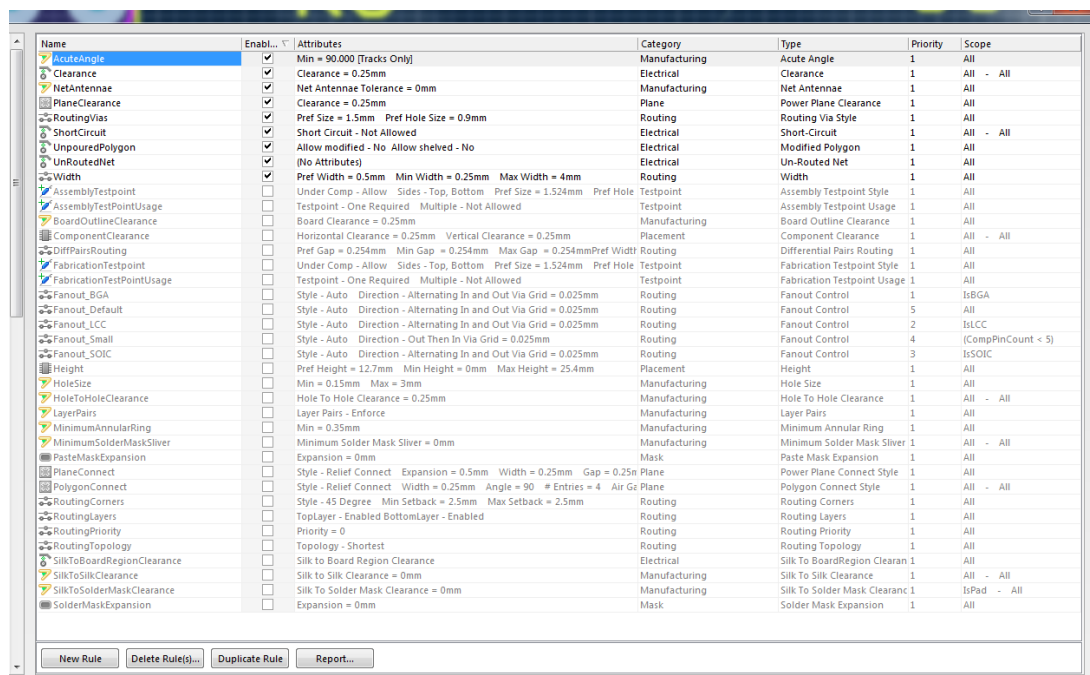 Name Enabl... Attributes Category Type Priority Scope
AcuteAngle Min = 90.000 [Tracks Only] Manufacturing Acute Angle 1 All
Clearance Clearance = 0.25mm Electrical Clearance 1 All - All
NetAntennae Net Antennae Tolerance = 0mm Manufacturing Net Antennae 1 All
PlaneClearance Clearance = 0.25mm Plane Power Plane Clearance 1 All
RoutingVias Pref Size = 1.5mm Pref Hole Size = 0.9mm Routing Routing Via Style 1 All
ShortCircuit Short Circuit - Not Allowed Electrical Short-Circuit 1 All - All
UnpouredPolygon Allow modified - No Allow shelved - No Electrical Modified Polygon 1 All
UnRoutedNet (No Attributes) Electrical Un-Routed Net 1 All
Width Pref Width = 0.5mm Min Width = 0.25mm Max Width = 4mm Routing Width 1 All
AssemblyTestpoint Under Comp - Allow Sides - Top, Bottom Pref Size = 1.524mm Pref Hole Testpoint Assembly Testpoint Style 1 All
AssemblyTestPointUsage Testpoint - One Required Multiple - Not Allowed Testpoint Assembly Testpoint Usage 1 All
BoardOutlineClearance Board Clearance = 0.25mm Manufacturing Board Outline Clearance 1 All
ComponentClearance Horizontal Clearance = 0.25mm Vertical Clearance = 0.25mm Placement Component Clearance 1 All - All
DiffPairsRouting Pref Gap = 0.254mm Min Gap = 0.254mm Max Gap = 0.254mmPref Width Routing Differential Pairs Routing 1 All
FabricationTestpoint Under Comp - Allow Sides - Top, Bottom Pref Size = 1.524mm Pref Hole Testpoint Fabrication Testpoint Style 1 All
FabricationTestPointUsage Testpoint - One Required Multiple - Not Allowed Testpoint Fabrication Testpoint Usage 1 All
Fanout_BGA Style - Auto Direction - Alternating In and Out Via Grid = 0.025mm Routing Fanout Control 1 IsBGA
Fanout_Default Style - Auto Direction - Alternating In and Out Via Grid = 0.025mm Routing Fanout Control 5 All
Fanout_LCC Style - Auto Direction - Alternating In and Out Via Grid = 0.025mm Routing Fanout Control 2 IsLCC
Fanout_Small Style - Auto Direction - Out Then In Via Grid = 0.025mm Routing Fanout Control 4 (CompPinCount < 5)
Fanout_SOIC Style - Auto Direction - Alternating In and Out Via Grid = 0.025mm Routing Fanout Control 3 IsSOIC
Height Pref Height = 12.7mm Min Height = 0mm Max Height = 25.4mm Placement Height 1 All
HoleSize Min = 0.15mm Max = 3mm Manufacturing Hole Size 1 All
HoleToHoleClearance Hole To Hole Clearance = 0.25mm Manufacturing Hole To Hole Clearance 1 All - All
LayerPairs Layer Pairs - Enforce Manufacturing Layer Pairs 1 All
MinimumAnnularRing Min = 0.35mm Manufacturing Minimum Annular Ring 1 All
MinimumSolderMaskSliver Minimum Solder Mask Sliver = 0mm Manufacturing Minimum Solder Mask Sliver 1 All - All
PasteMaskExpansion Expansion = 0mm Mask Paste Mask Expansion 1 All
PlaneConnect Style - Relief Connect Expansion = 0.5mm Width = 0.25mm Gap = 0.25m Plane Power Plane Connect Style 1 All
PolygonConnect Style - Relief Connect Width = 0.25mm Angle = 90 # Entries = 4 Air Ga Plane Polygon Connect Style 1 All - All
RoutingCorners Style - 45 Degree Min Setback = 2.5mm Max Setback = 2.5mm Routing Routing Corners 1 All
RoutingLayers TopLayer - Enabled BottomLayer - Enabled Routing Routing Layers 1 All
RoutingPriority Priority = 0 Routing Routing Priority 1 All
RoutingTopology Topology - Shortest Routing Routing Topology 1 All
SilkToBoardRegionClearance Silk to Board Region Clearance Electrical Silk To BoardRegion Clearan 1 All
SilkToSilkClearance Silk to Silk Clearance = 0mm Manufacturing Silk To Silk Clearance 1 All - All
SilkToSolderMaskClearance Silk To Solder Mask Clearance = 0mm Manufacturing Silk To Solder Mask Clearanc 1 IsPad - All
SolderMaskExpansion Expansion = 0mm Mask Solder Mask Expansion 1 All
New Rule Delete Rule(s)... Duplicate Rule Report...